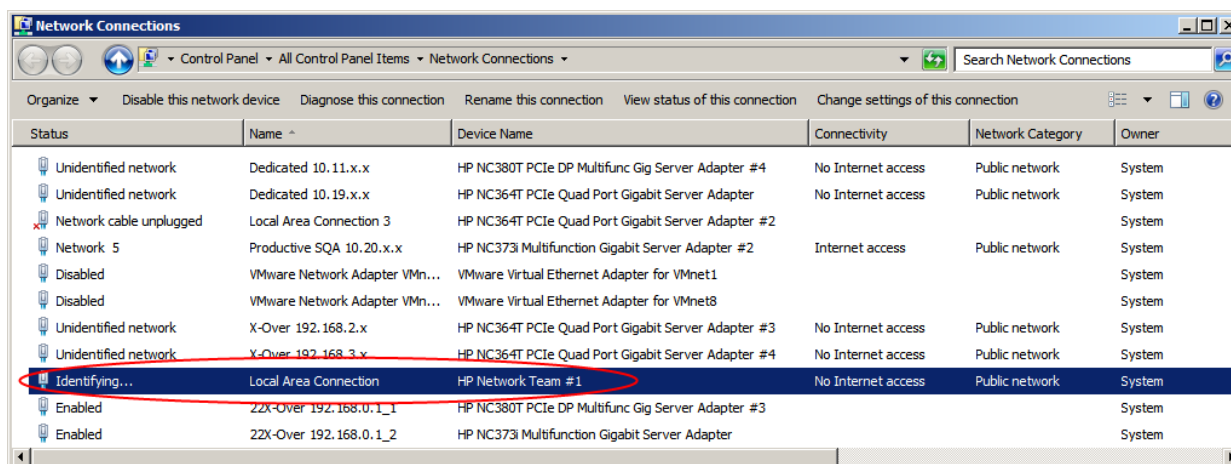 Network Connections
Control Panel All Control Panel Items Network Connections Search Network Connections
Organize Disable this network device Diagnose this connection Rename this connection View status of this connection Change settings of this connection
Status Name Device Name Connectivity Network Category Owner
Unidentified network Dedicated 10.11.x.x HP NC380T PCIe DP Multifunc Gig Server Adapter #4 No Internet access Public network System
Unidentified network Dedicated 10.19.x.x HP NC364T PCIe Quad Port Gigabit Server Adapter No Internet access Public network System
Network cable unplugged Local Area Connection 3 HP NC364T PCIe Quad Port Gigabit Server Adapter #2 System
Network 5 Productive SQA 10.20.x.x HP NC373i Multifunction Gigabit Server Adapter #2 Internet access Public network System
Disabled VMware Network Adapter VMn... VMware Virtual Ethernet Adapter for VMnet1 System
Disabled VMware Network Adapter VMn... VMware Virtual Ethernet Adapter for VMnet8 System
Unidentified network X-Over 192.168.2.x HP NC364T PCIe Quad Port Gigabit Server Adapter #3 No Internet access Public network System
Unidentified network X-Over 192.168.3.x HP NC364T PCIe Quad Port Gigabit Server Adapter #4 No Internet access Public network System
Identifying... Local Area Connection HP Network Team #1 No Internet access Public network System
Enabled 22X-Over 192.168.0.1_1 HP NC380T PCIe DP Multifunc Gig Server Adapter #3 System
Enabled 22X-Over 192.168.0.1_2 HP NC373i Multifunction Gigabit Server Adapter System